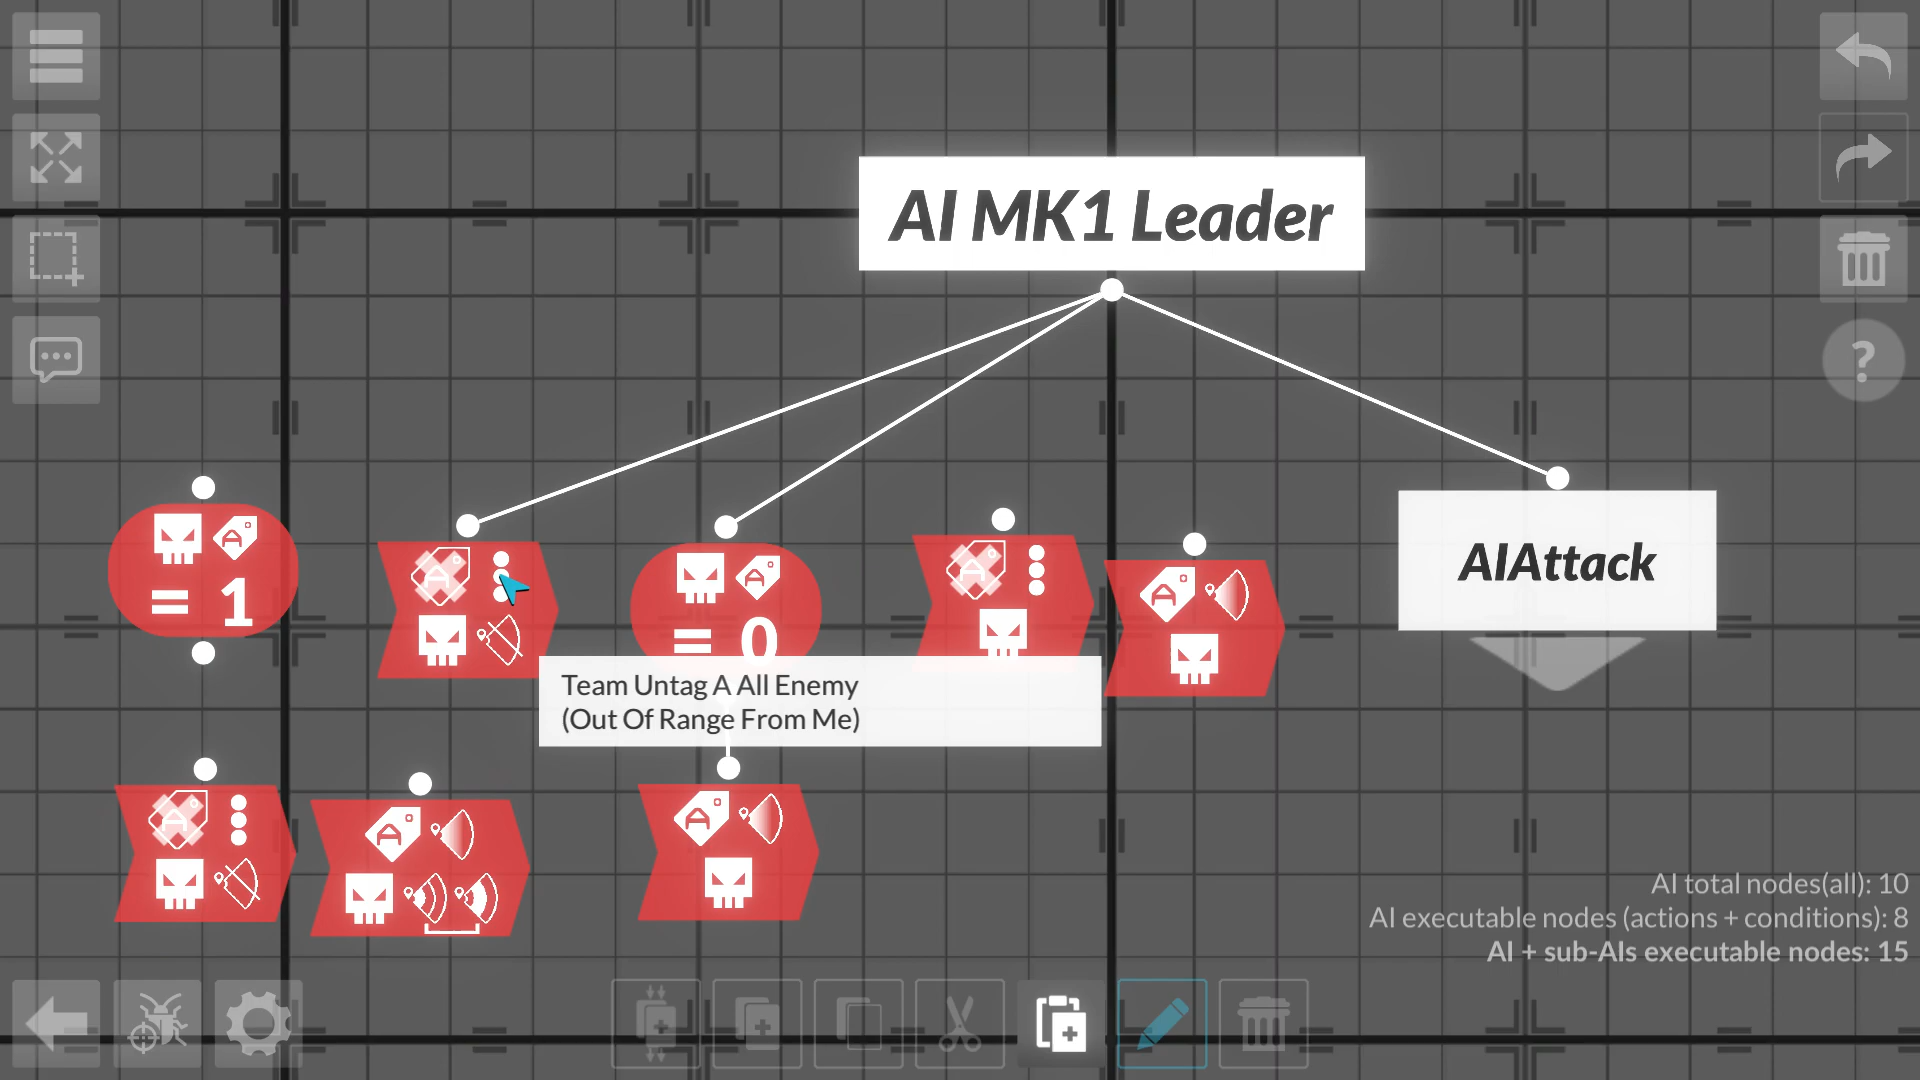 AI MK1 Leader
?
A
= 1
A
A
= 0
A
A
AIAttack
Team Untag A All Enemy
(Out Of Range From Me)
A
A
A
AI total nodes(all): 10
AI executable nodes (actions + conditions): 8
AI + sub-AIs executable nodes: 15